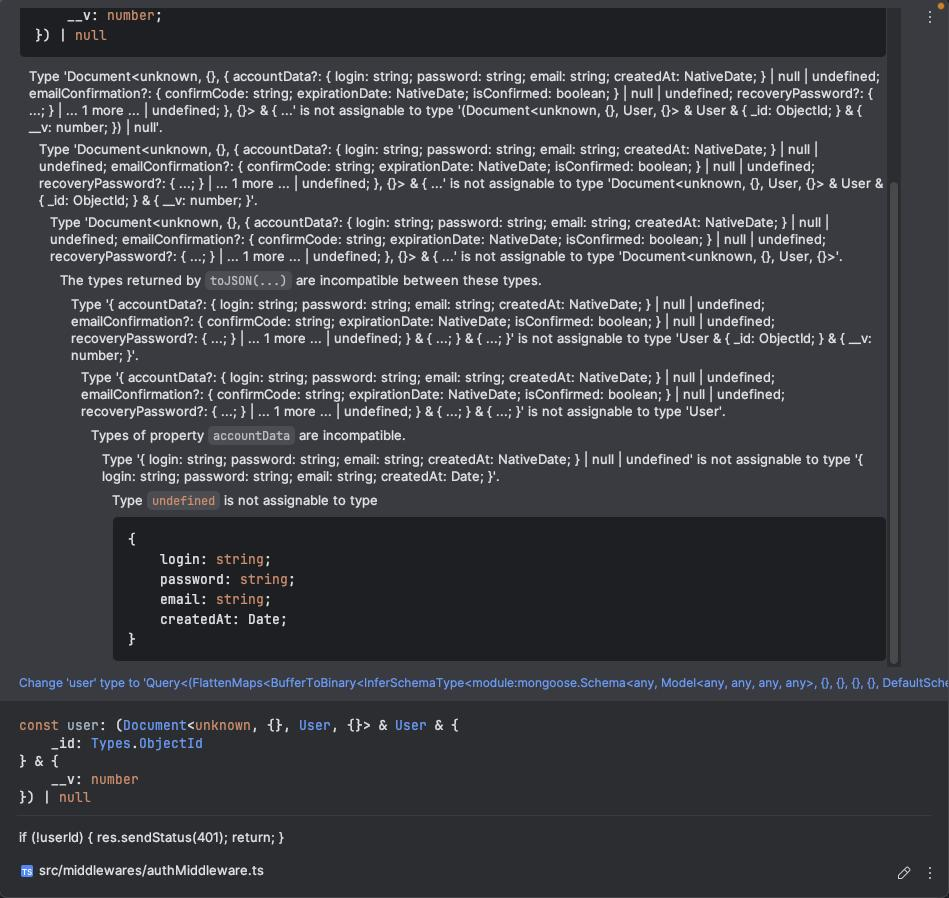 __v: number;
}) | null
Type 'Document<unknown, {}, { accountData?: { login: string; password: string; email: string; createdAt: NativeDate; } | null | undefined;
emailConfirmation?: { confirmCode: string; expirationDate: NativeDate; isConfirmed: boolean; } | null | undefined; recoveryPassword?: {
...; } | ... 1 more ... | undefined; }, {}> & { ...' is not assignable to type '(Document<unknown, {}, User, {}> & User & { _id: ObjectId; } & {
__v: number; }) | null'.
Type 'Document<unknown, {}, { accountData?: { login: string; password: string; email: string; createdAt: NativeDate; } | null |
undefined; emailConfirmation?: { confirmCode: string; expirationDate: NativeDate; isConfirmed: boolean; } | null | undefined;
recoveryPassword?: { ...; } | ... 1 more ... | undefined; }, {}> & { ...' is not assignable to type 'Document<unknown, {}, User, {}> & User &
{ _id: ObjectId; } & { __v: number; }'.
Type 'Document<unknown, {}, { accountData?: { login: string; password: string; email: string; createdAt: NativeDate; } | null |
undefined; emailConfirmation?: { confirmCode: string; expirationDate: NativeDate; isConfirmed: boolean; } | null | undefined;
recoveryPassword?: { ...; } | ... 1 more ... | undefined; }, {}> & { ...' is not assignable to type 'Document<unknown, {}, User, {}>'.
The types returned by toJSON(...) are incompatible between these types.
Type '{ accountData?: { login: string; password: string; email: string; createdAt: NativeDate; } | null | undefined;
emailConfirmation?: { confirmCode: string; expirationDate: NativeDate; isConfirmed: boolean; } | null | undefined;
recoveryPassword?: { ...; } | ... 1 more ... | undefined; } & { ...; } & { ...; }' is not assignable to type 'User & { _id: ObjectId; } & { __v:
number; }'.
Type '{ accountData?: { login: string; password: string; email: string; createdAt: NativeDate; } | null | undefined;
emailConfirmation?: { confirmCode: string; expirationDate: NativeDate; isConfirmed: boolean; } | null | undefined;
recoveryPassword?: { ...; } | ... 1 more ... | undefined; } & { ...; } & { ...; }' is not assignable to type 'User'.
Types of property accountData are incompatible.
Type '{ login: string; password: string; email: string; createdAt: NativeDate; } | null | undefined' is not assignable to type '{
login: string; password: string; email: string; createdAt: Date; }'.
Type undefined is not assignable to type
{
login: string;
password: string;
email: string;
createdAt: Date;
}
Change 'user' type to 'Query<(FlattenMaps<BufferToBinary<InferSchemaType<module:mongoose.Schema<any, Model<any, any, any, any>, {}, {}, {}, {}, DefaultSche
const user: (Document<unknown, {}, User, {}> & User & {
_id: Types.ObjectId
} & {
__v: number
}) | null
if (!userId) { res.sendStatus(401); return; }
TS src/middlewares/authMiddleware.ts